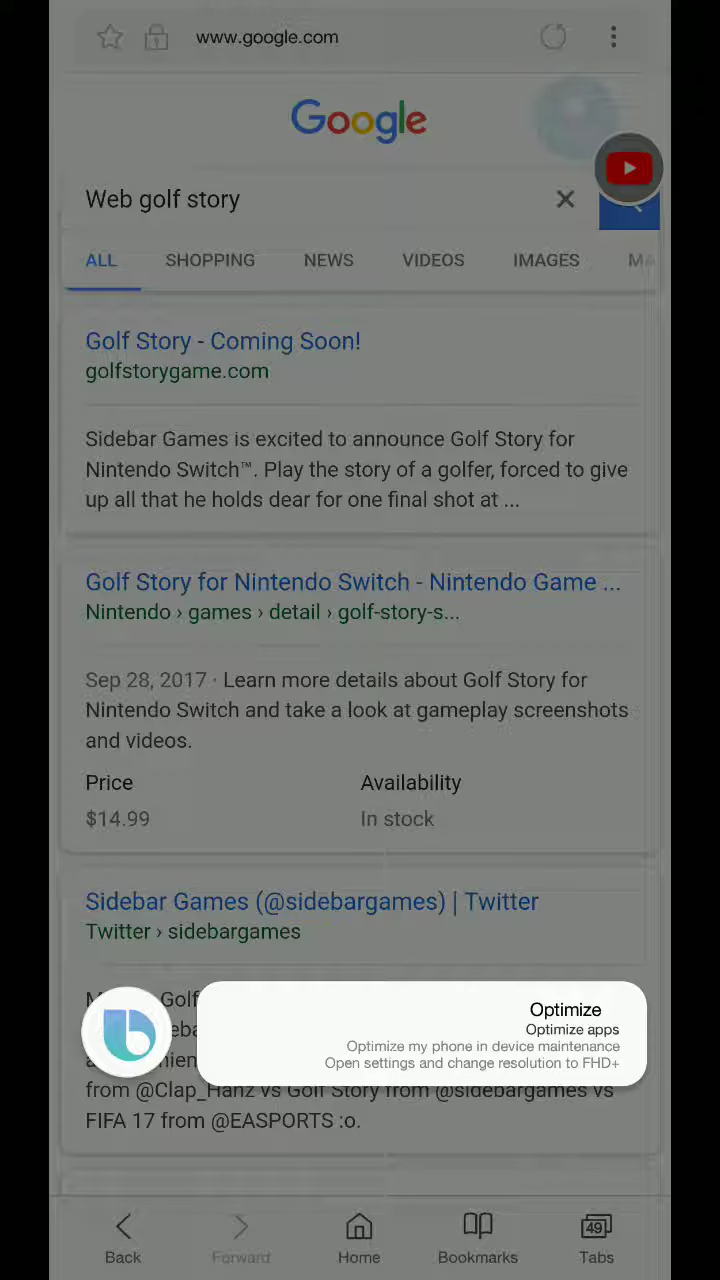 www.google.com
Google
Web golf story
ALL SHOPPING NEWS VIDEOS IMAGES
Golf Story - Coming Soon!
golfstorygame.com
Sidebar Games is excited to announce Golf Story for
Nintendo Switch™. Play the story of a golfer, forced to give
up all that he holds dear for one final shot at ...
Golf Story for Nintendo Switch - Nintendo Game ...
Nintendo › games › detail › golf-story-s...
Sep 28, 2017 · Learn more details about Golf Story for
Nintendo Switch and take a look at gameplay screenshots
and videos.
Price Availability
$14.99 In stock
Sidebar Games (@sidebargames) | Twitter
Twitter › sidebargames
Golf
Optimize
Optimize apps
Optimize my phone in device maintenance
Open settings and change resolution to FHD+
from @Clap_Hanz vs Golf Story from @sidebargames vs
FIFA 17 from @EASPORTS :o.
49
Back Forward Home Bookmarks Tabs